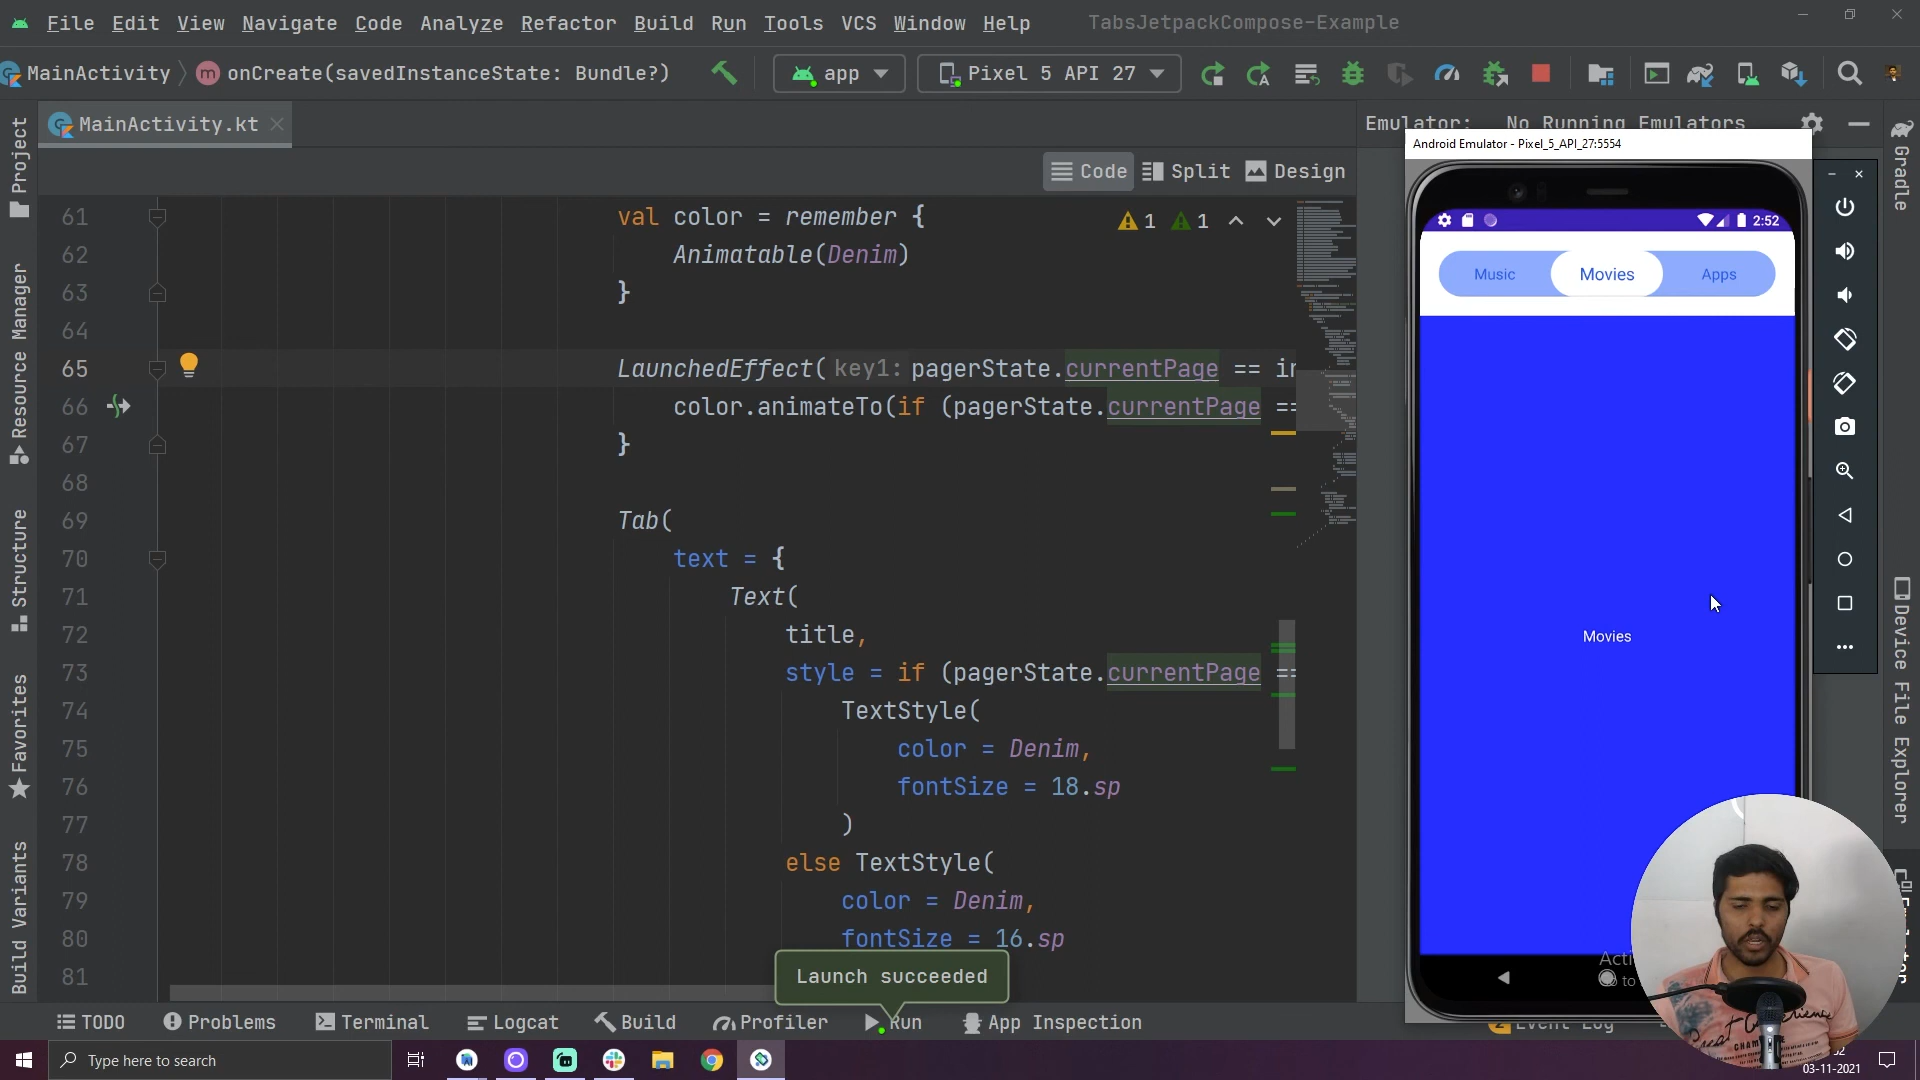 File Edit View Navigate Code Analyze Refactor Build Run Tools VCS Window Help TabsJetpackCompose-Example
MainActivity onCreate(savedInstanceState: Bundle?) app Pixel 5 API 27
MainActivity.kt
Emulator: No Running Emulators
Code Split Design
Project
Resource Manager
Structure
Favorites
Build Variants
61 val color = remember {
62 Animatable(Denim)
63 }
64
65 LaunchedEffect( key1: pagerState.currentPage ==
66 color.animateTo(if (pagerState.currentPage ==
67 }
68
69 Tab(
70 text = {
71 Text(
72 title,
73 style = if (pagerState.currentPage ==
74 TextStyle(
75 color = Denim,
76 fontSize = 18.sp
77 )
78 else TextStyle(
79 color = Denim,
80 fontSize = 16.sp
81
1 1
Launch succeeded
Android Emulator - Pixel_5_API_27:5554
2:52
Music Movies Apps
Movies
Gradle
Device File Explorer
TODO Problems Terminal Logcat Build Profiler Run App Inspection Event Log
Type here to search
03-11-2021